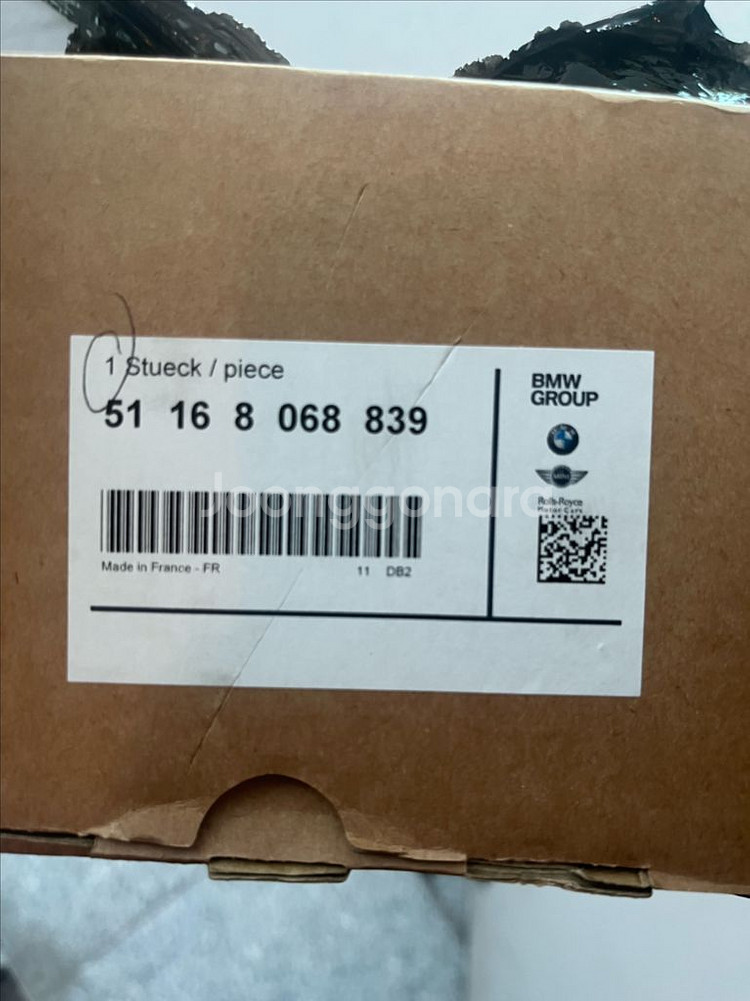 1 Stueck / piece
51 16 8 068 839
Made in France - FR
11 DB2
BMW
GROUP
Rolls-Royce
Motor Cars
Joonggonara